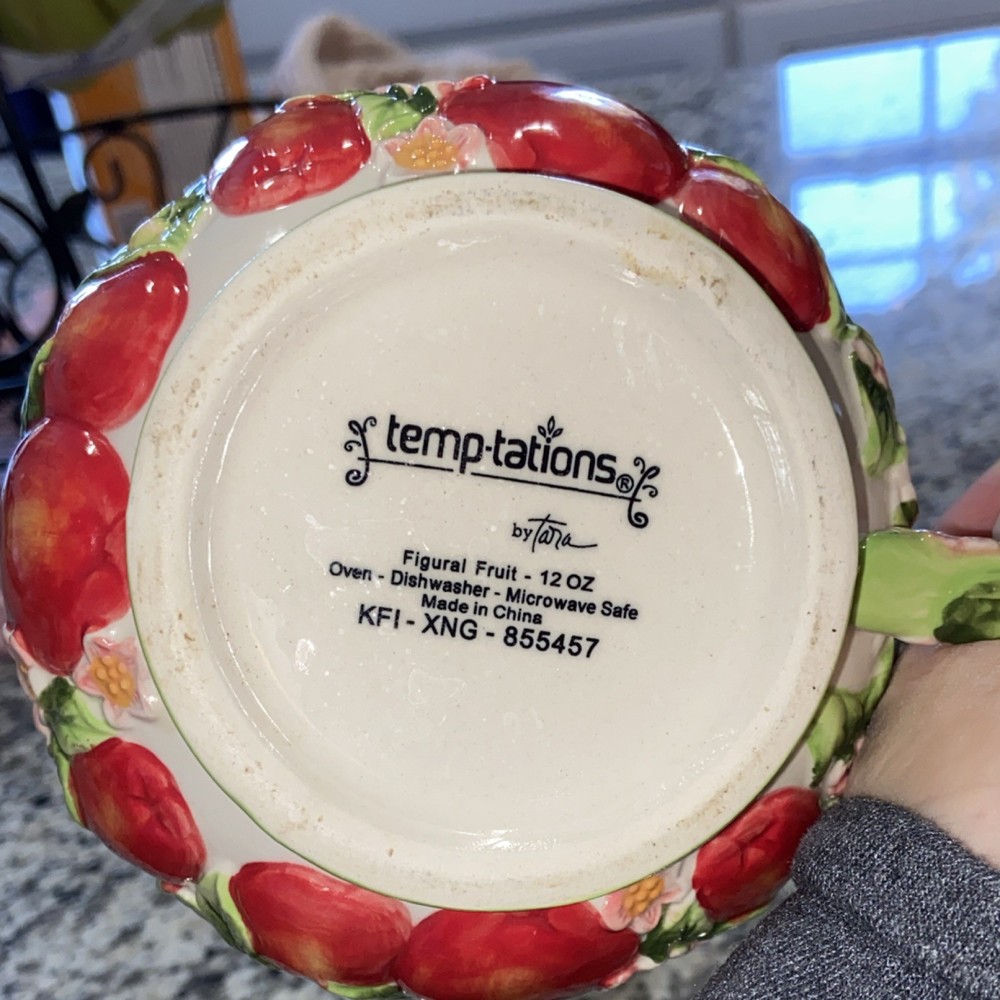 temp-tations®
by Tara
Figural Fruit - 12 OZ
Oven - Dishwasher - Microwave Safe
Made in China
KFI - XNG - 855457